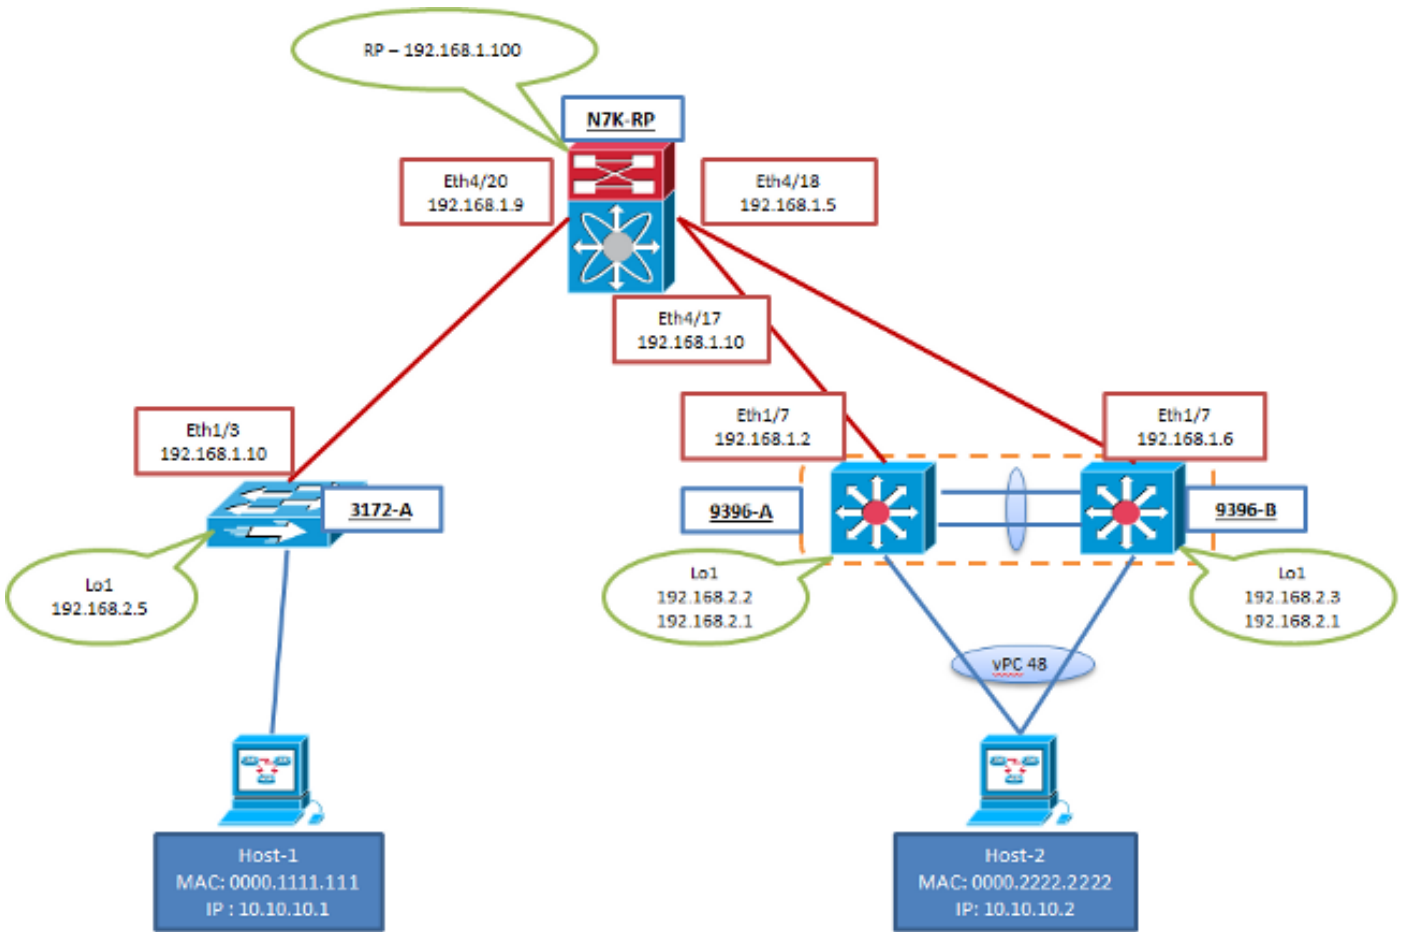 RP – 192.168.1.100
N7K-RP
Eth4/20
192.168.1.9
Eth4/18
192.168.1.5
Eth4/17
192.168.1.10
Eth1/3
192.168.1.10
Eth1/7
192.168.1.2
Eth1/7
192.168.1.6
3172-A
9396-A
9396-B
Lo1
192.168.2.5
Lo1
192.168.2.2
192.168.2.1
Lo1
192.168.2.3
192.168.2.1
vPC 48
Host-1
MAC: 0000.1111.111
IP : 10.10.10.1
Host-2
MAC: 0000.2222.2222
IP: 10.10.10.2